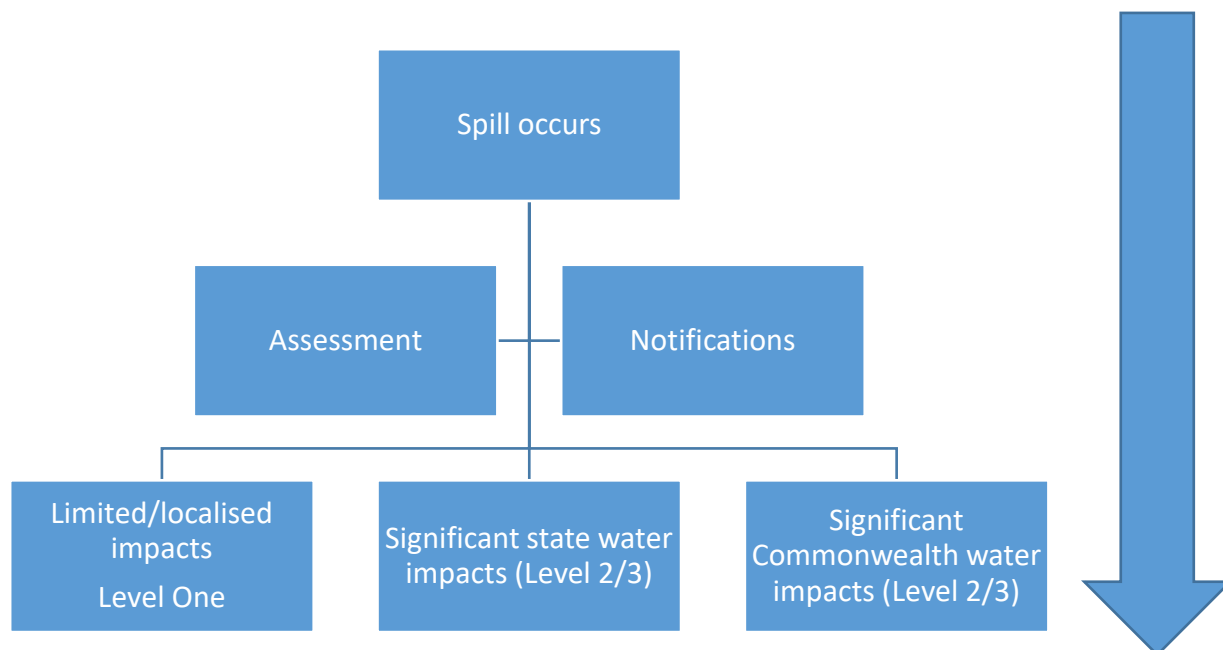 Spill occurs
Assessment
Notifications
Limited/localised
impacts
Level One
Significant state water
impacts (Level 2/3)
Significant
Commonwealth water
impacts (Level 2/3)